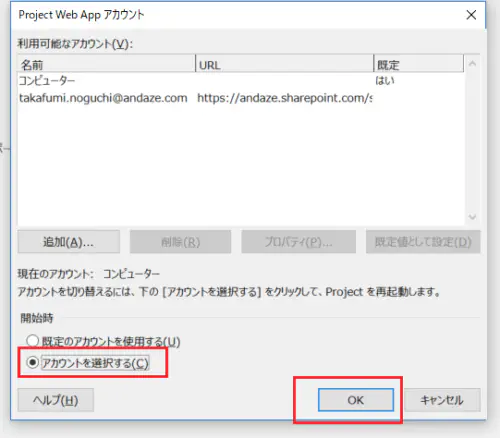 Project Web App アカウント
利用可能なアカウント(V):
名前 URL 既定
コンピューター はい
takafumi.noguchi@andaze.com https://andaze.sharepoint.com/s
追加(A)... 削除(R) プロパティ(P)... 既定値として設定(D)
現在のアカウント: コンピューター
アカウントを切り替えるには、下の [アカウントを選択する] をクリックして、Project を再起動します。
開始時
既定のアカウントを使用する(U)
アカウントを選択する(C)
ヘルプ(H) OK キャンセル